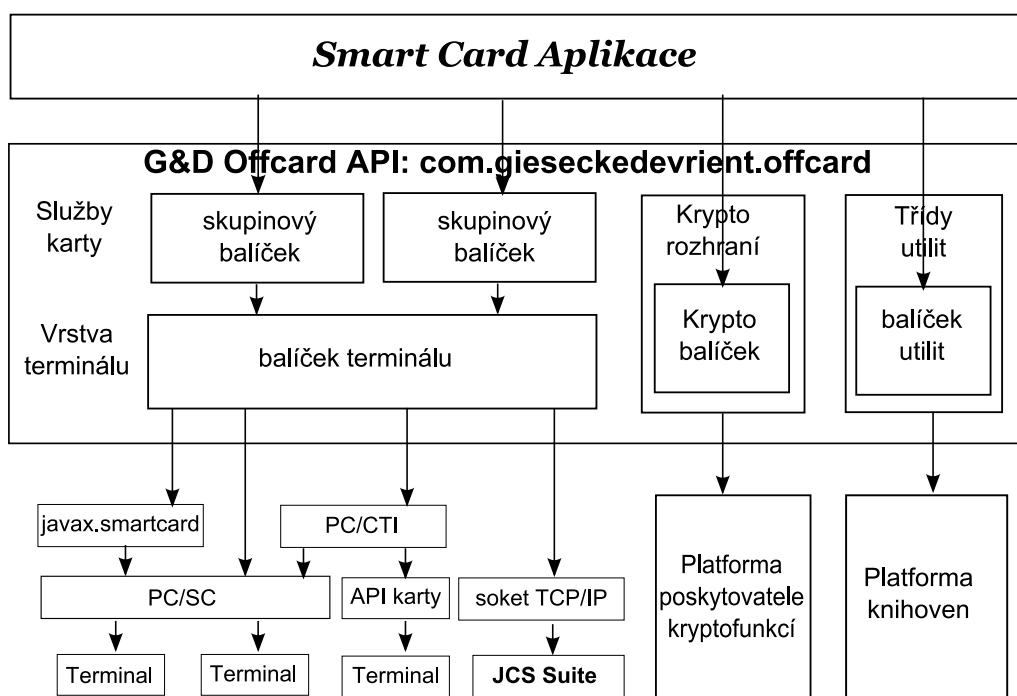 Smart Card Aplikace
G&D Offcard API: com.gieseckedevrient.offcard
Služby
karty
skupinový
balíček
skupinový
balíček
Krypto
rozhraní
Třídy
utilit
Vrstva
terminálu
balíček terminálu
Krypto
balíček
balíček
utilit
javax.smartcard
PC/CTI
PC/SC
API karty
soket TCP/IP
Platforma
poskytovatele
kryptofunkcí
Platforma
knihoven
Terminal
Terminal
Terminal
JCS Suite